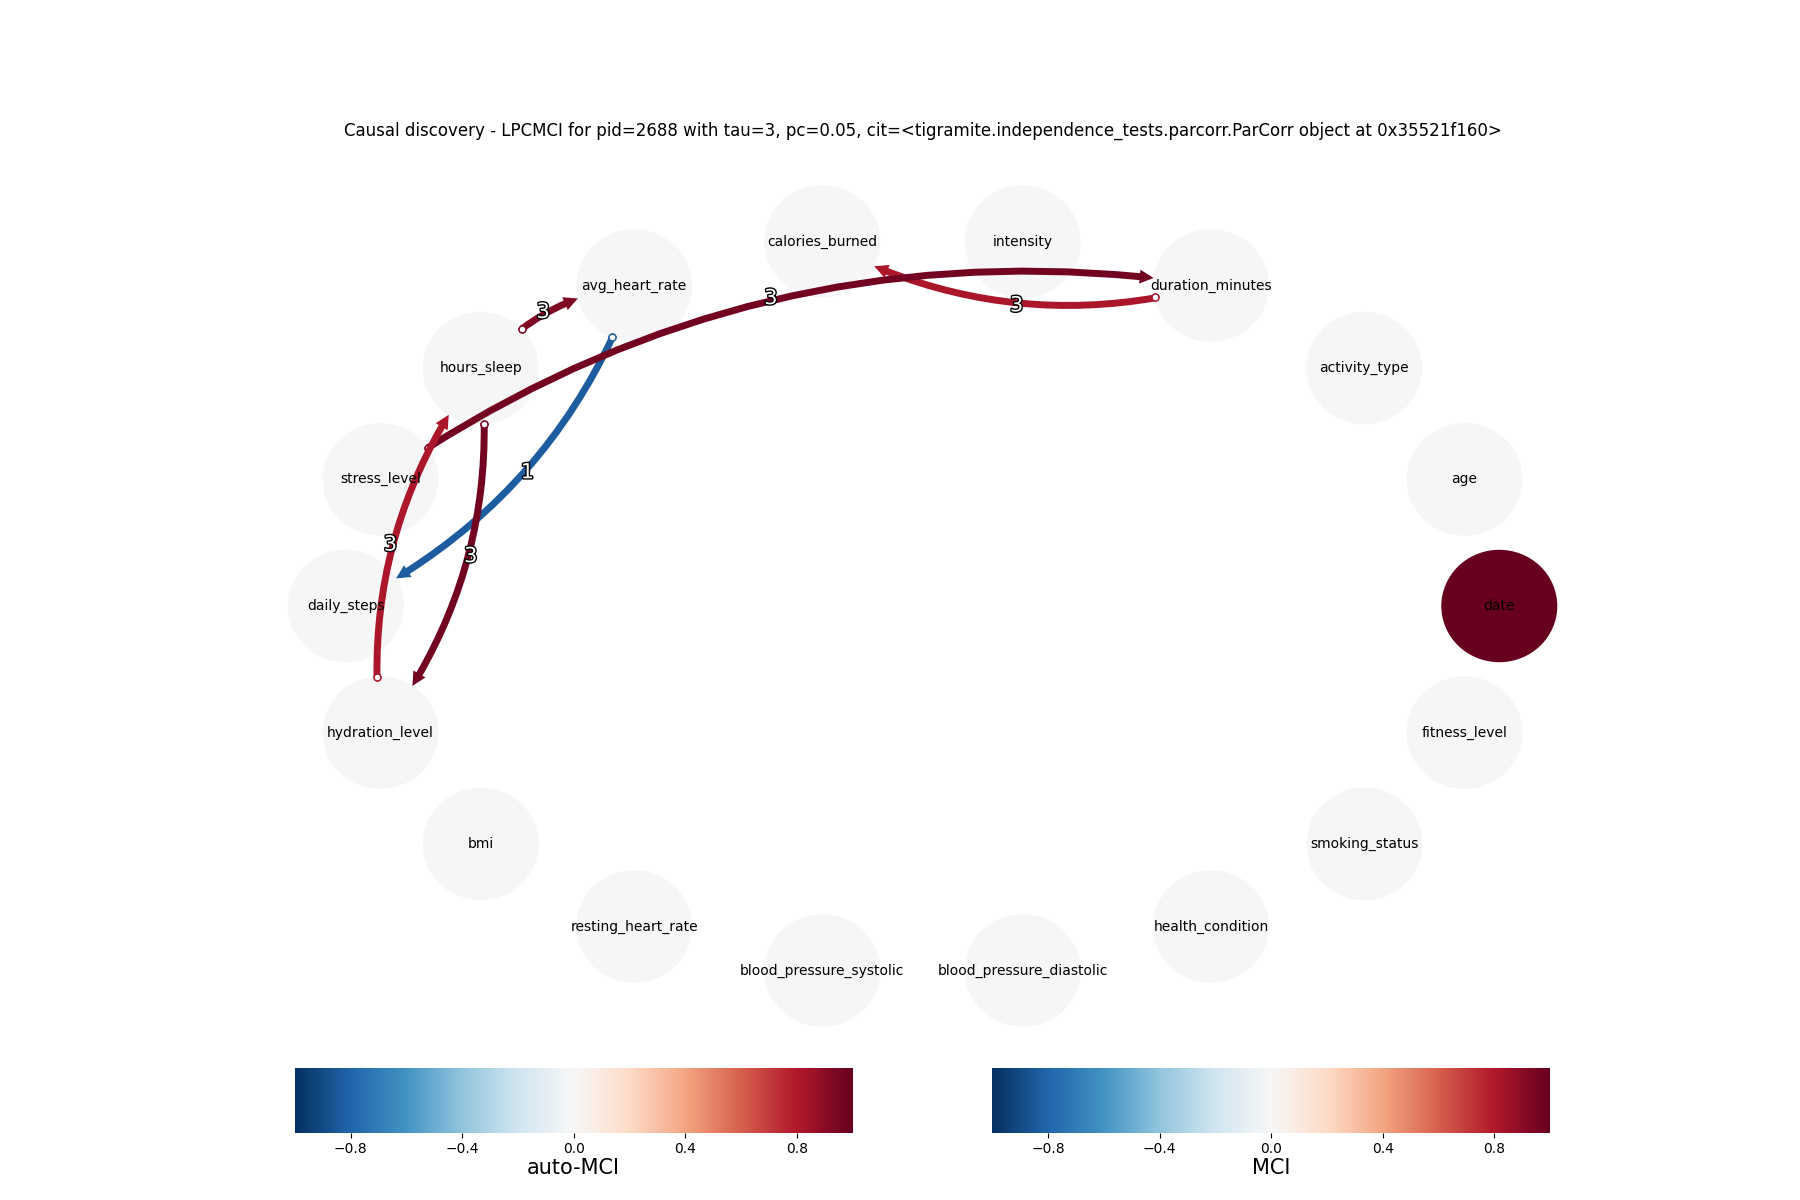 Causal discovery - LPCMCI for pid=2688 with tau=3, pc=0.05, cit=<tigramite.independence_tests.parcorr.ParCorr object at 0x35521f160>
calories_burned
intensity
avg_heart_rate
duration_minutes
3
3
3
hours_sleep
activity_type
stress_level
age
1
3
3
daily_steps
date
hydration_level
fitness_level
bmi
smoking_status
resting_heart_rate
health_condition
blood_pressure_systolic
blood_pressure_diastolic
−0.8 −0.4 0.0 0.4 0.8
auto-MCI
−0.8 −0.4 0.0 0.4 0.8
MCI